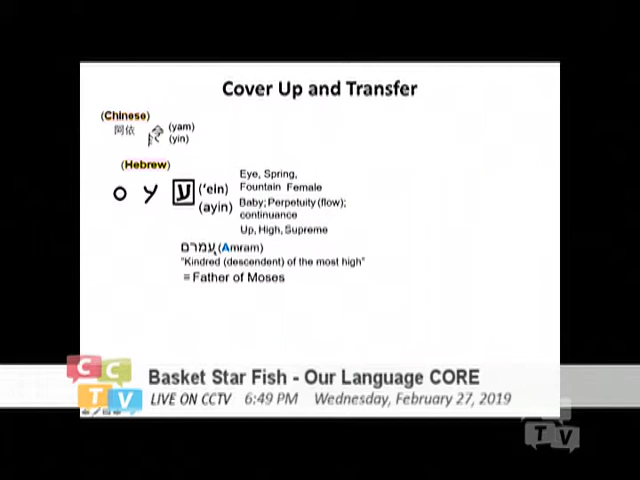 Cover Up and Transfer
(Chinese)
阿依
(yam)
(yin)
(Hebrew)
ע ('ein)
(ayin)
Eye, Spring,
Fountain Female
Baby; Perpetuity (flow);
continuance
Up, High, Supreme
עֲמרם (Amram)
"Kindred (descendent) of the most high"
= Father of Moses
CCTV
Basket Star Fish - Our Language CORE
LIVE ON CCTV 6:49 PM Wednesday, February 27, 2019
TV